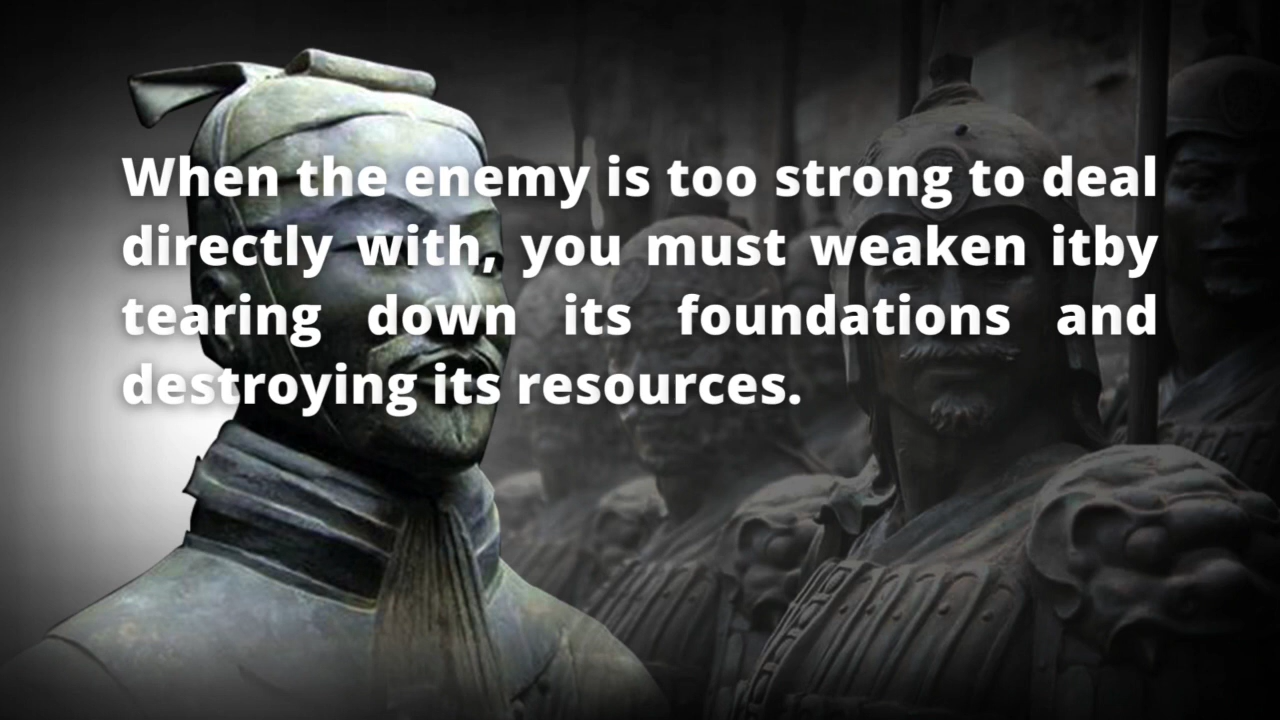 When the enemy is too strong to deal
directly with, you must weaken itby
tearing down its foundations and
destroying its resources.